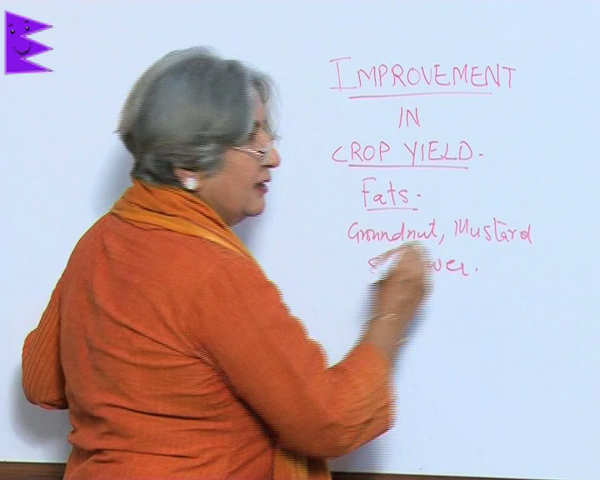 IMPROVEMENT
IN
CROP YIELD.
Fats.
Groundnut, Mustard